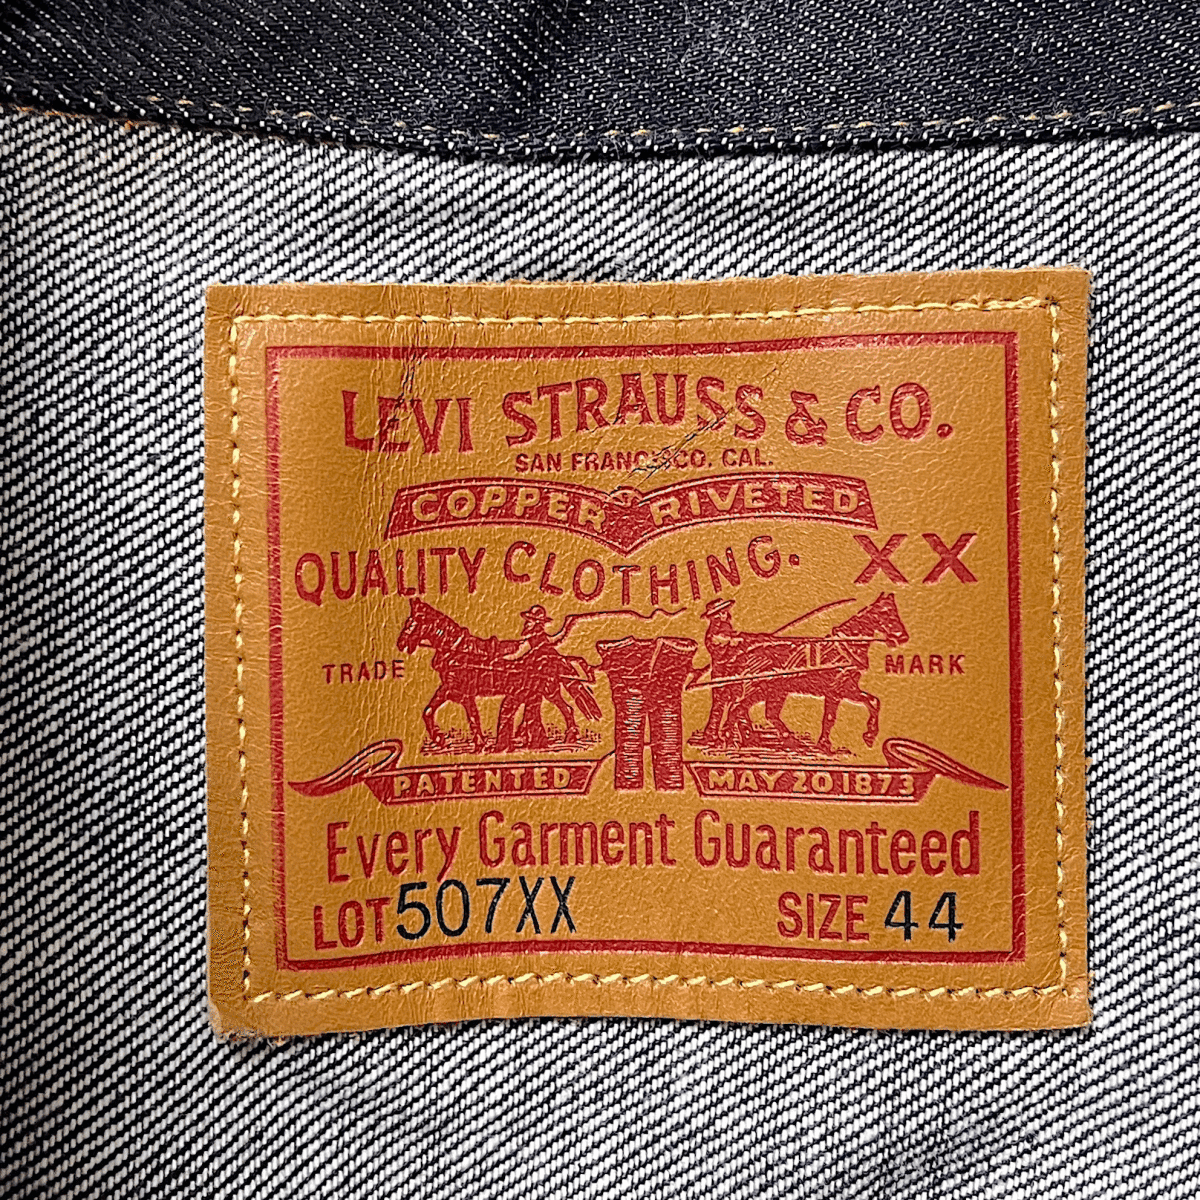 LEVI STRAUSS & CO.
SAN FRANCISCO, CAL.
COPPER RIVETED
QUALITY CLOTHING. XX
TRADE MARK
PATENTED MAY 20 1873
Every Garment Guaranteed
LOT 507XX SIZE 44